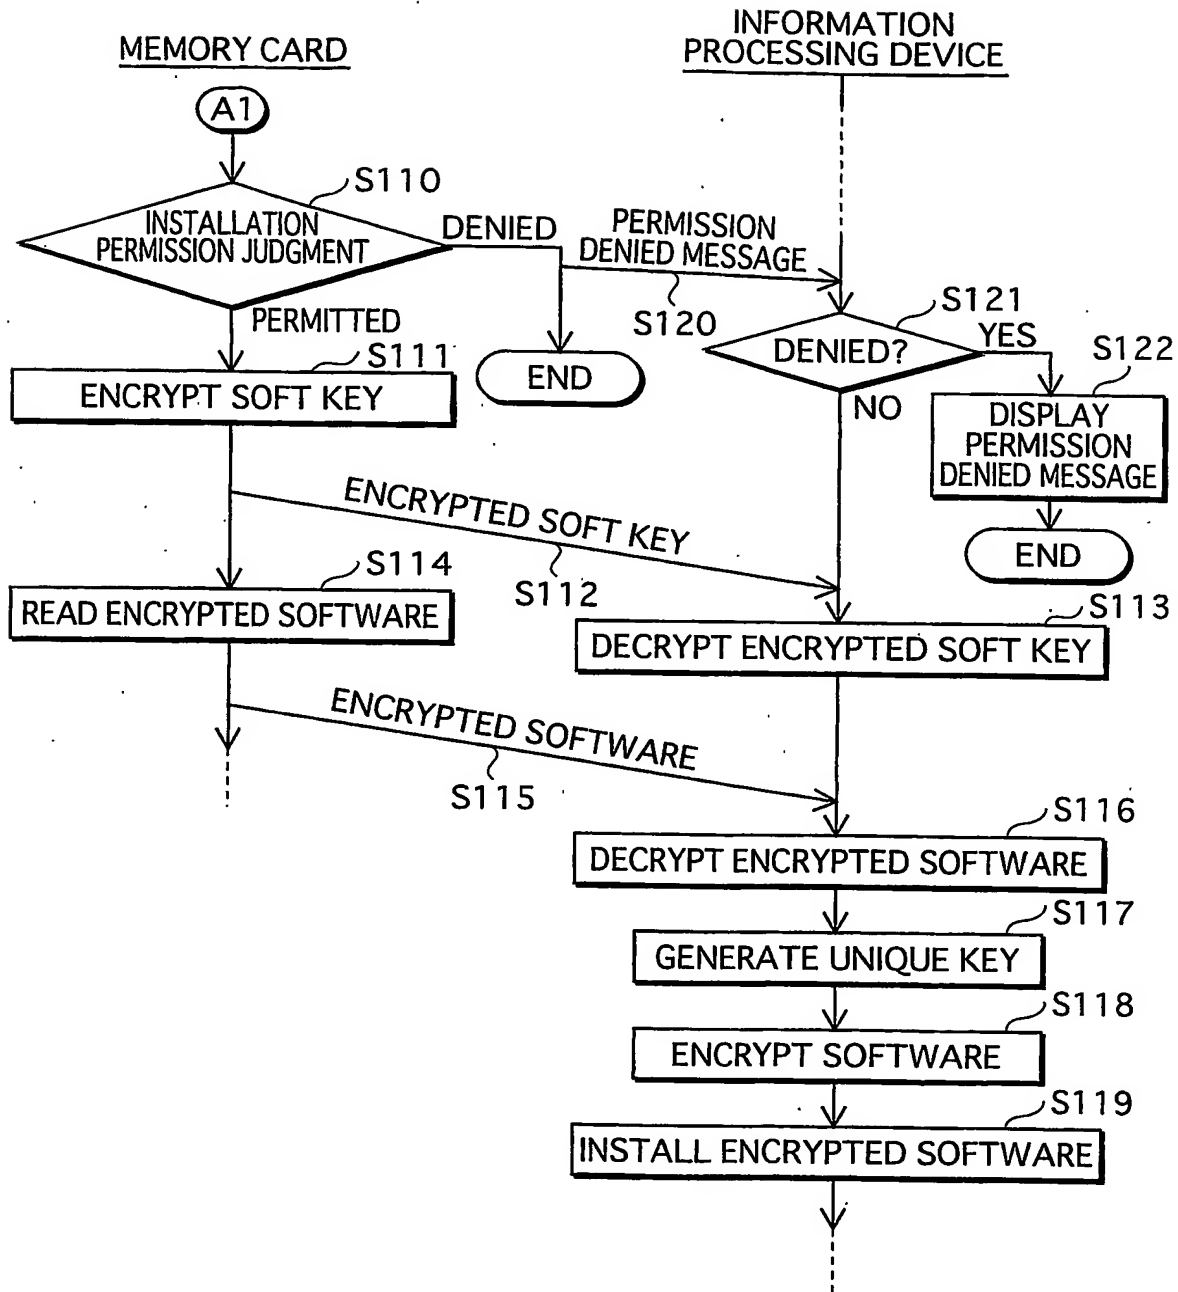 MEMORY CARD
INFORMATION
PROCESSING DEVICE
A1
S110
INSTALLATION
PERMISSION JUDGMENT
DENIED
PERMISSION
DENIED MESSAGE
S120
PERMITTED
END
S121
DENIED?
YES
NO
S122
DISPLAY
PERMISSION
DENIED MESSAGE
END
S111
ENCRYPT SOFT KEY
ENCRYPTED SOFT KEY
S112
S114
READ ENCRYPTED SOFTWARE
S113
DECRYPT ENCRYPTED SOFT KEY
ENCRYPTED SOFTWARE
S115
S116
DECRYPT ENCRYPTED SOFTWARE
S117
GENERATE UNIQUE KEY
S118
ENCRYPT SOFTWARE
S119
INSTALL ENCRYPTED SOFTWARE